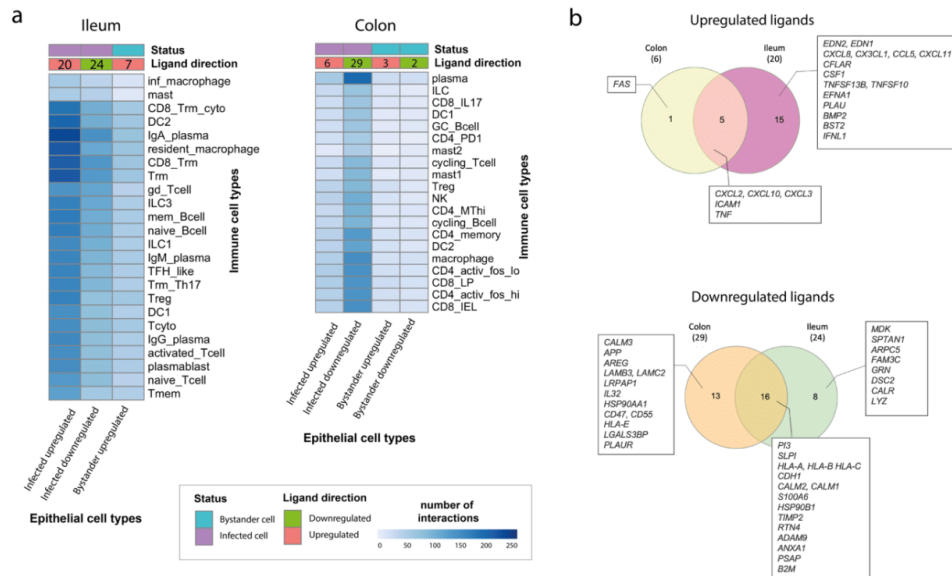 a
Ileum
Status
20 24 7 Ligand direction
inf_macrophage
mast
CD8_Trm_cyto
DC2
IgA_plasma
resident_macrophage
CD8_Trm
Trm
gd_Tcell
ILC3
mem_Bcell
naive_Bcell
ILC1
IgM_plasma
TFH_like
Trm_Th17
Treg
DC1
Tcyto
IgG_plasma
activated_Tcell
plasmablast
naive_Tcell
Tmem
Immune cell types
Infected upregulated
Infected downregulated
Bystander upregulated
Epithelial cell types
Colon
Status
6 29 3 2 Ligand direction
plasma
ILC
CD8_IL17
DC1
GC_Bcell
CD4_PD1
mast2
cycling_Tcell
mast1
Treg
NK
CD4_MThi
cycling_Bcell
CD4_memory
DC2
macrophage
CD4_activ_fos_lo
CD8_LP
CD4_activ_fos_hi
CD8_IEL
Immune cell types
Infected upregulated
Infected downregulated
Bystander upregulated
Bystander downregulated
Epithelial cell types
Status
Bystander cell
Infected cell
Ligand direction
Downregulated
Upregulated
number of
interactions
0 50 100 150 200 250
b
Upregulated ligands
Colon
(6)
Ileum
(20)
FAS
1
5
15
EDN2, EDN1
CXCL8, CX3CL1, CCL5, CXCL11
CFLAR
CSF1
TNFSF13B, TNFSF10
EFNA1
PLAU
BMP2
BST2
IFNL1
CXCL2, CXCL10, CXCL3
ICAM1
TNF
Downregulated ligands
Colon
(29)
Ileum
(24)
CALM3
APP
AREG
LAMB3, LAMC2
LRPAP1
IL32
HSP90AA1
CD47, CD55
HLA-E
LGALS3BP
PLAUR
13
16
8
MDK
SPTAN1
ARPC5
FAM3C
GRN
DSC2
CALR
LYZ
PI3
SLPI
HLA-A, HLA-B HLA-C
CDH1
CALM2, CALM1
S100A6
HSP90B1
TIMP2
RTN4
ADAM9
ANXA1
PSAP
B2M